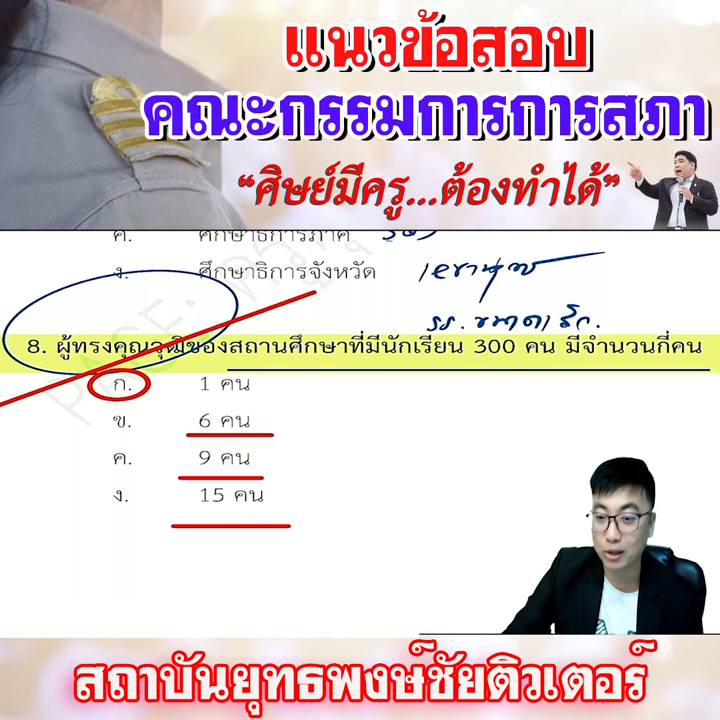 แนวข้อสอบ
คณะกรรมการการสภา
“ศิษย์มีครู...ต้องทำได้”
ค. ศึกษาธิการภาค
ง. ศึกษาธิการจังหวัด
8. ผู้ทรงคุณวุฒิของสถานศึกษาที่มีนักเรียน 300 คน มีจำนวนกี่คน
ก. 1 คน
ข. 6 คน
ค. 9 คน
ง. 15 คน
สถาบันยุทธพงษ์ชัยติวเตอร์